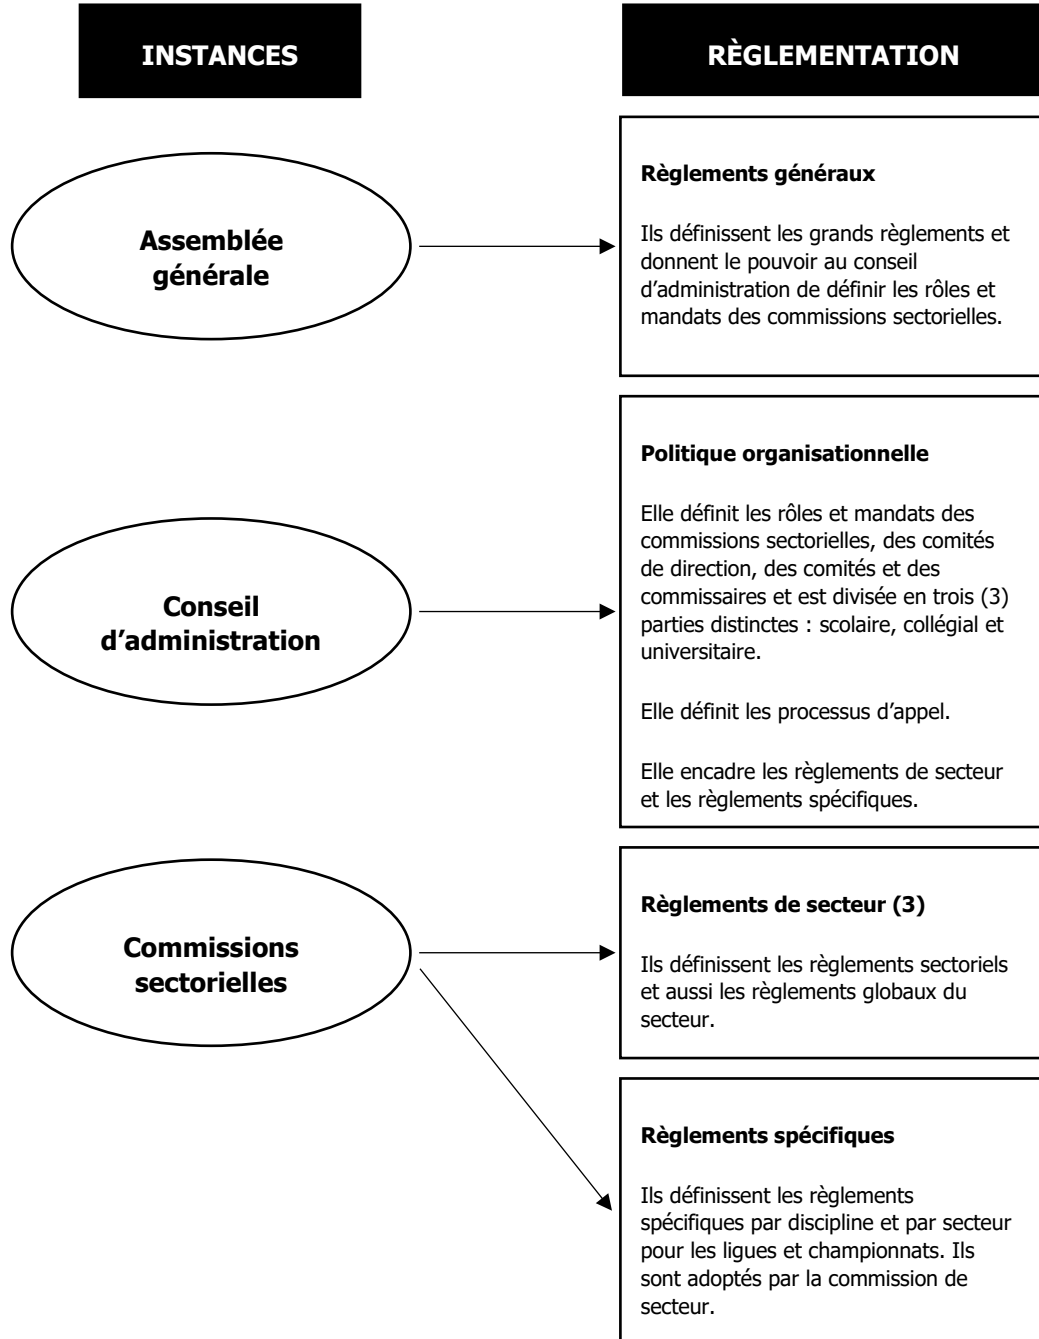 INSTANCES
RÈGLEMENTATION
Assemblée
générale
Règlements généraux
Ils définissent les grands règlements et
donnent le pouvoir au conseil
d’administration de définir les rôles et
mandats des commissions sectorielles.
Conseil
d’administration
Politique organisationnelle
Elle définit les rôles et mandats des
commissions sectorielles, des comités
de direction, des comités et des
commissaires et est divisée en trois (3)
parties distinctes : scolaire, collégial et
universitaire.
Elle définit les processus d’appel.
Elle encadre les règlements de secteur
et les règlements spécifiques.
Commissions
sectorielles
Règlements de secteur (3)
Ils définissent les règlements sectoriels
et aussi les règlements globaux du
secteur.
Règlements spécifiques
Ils définissent les règlements
spécifiques par discipline et par secteur
pour les ligues et championnats. Ils
sont adoptés par la commission de
secteur.